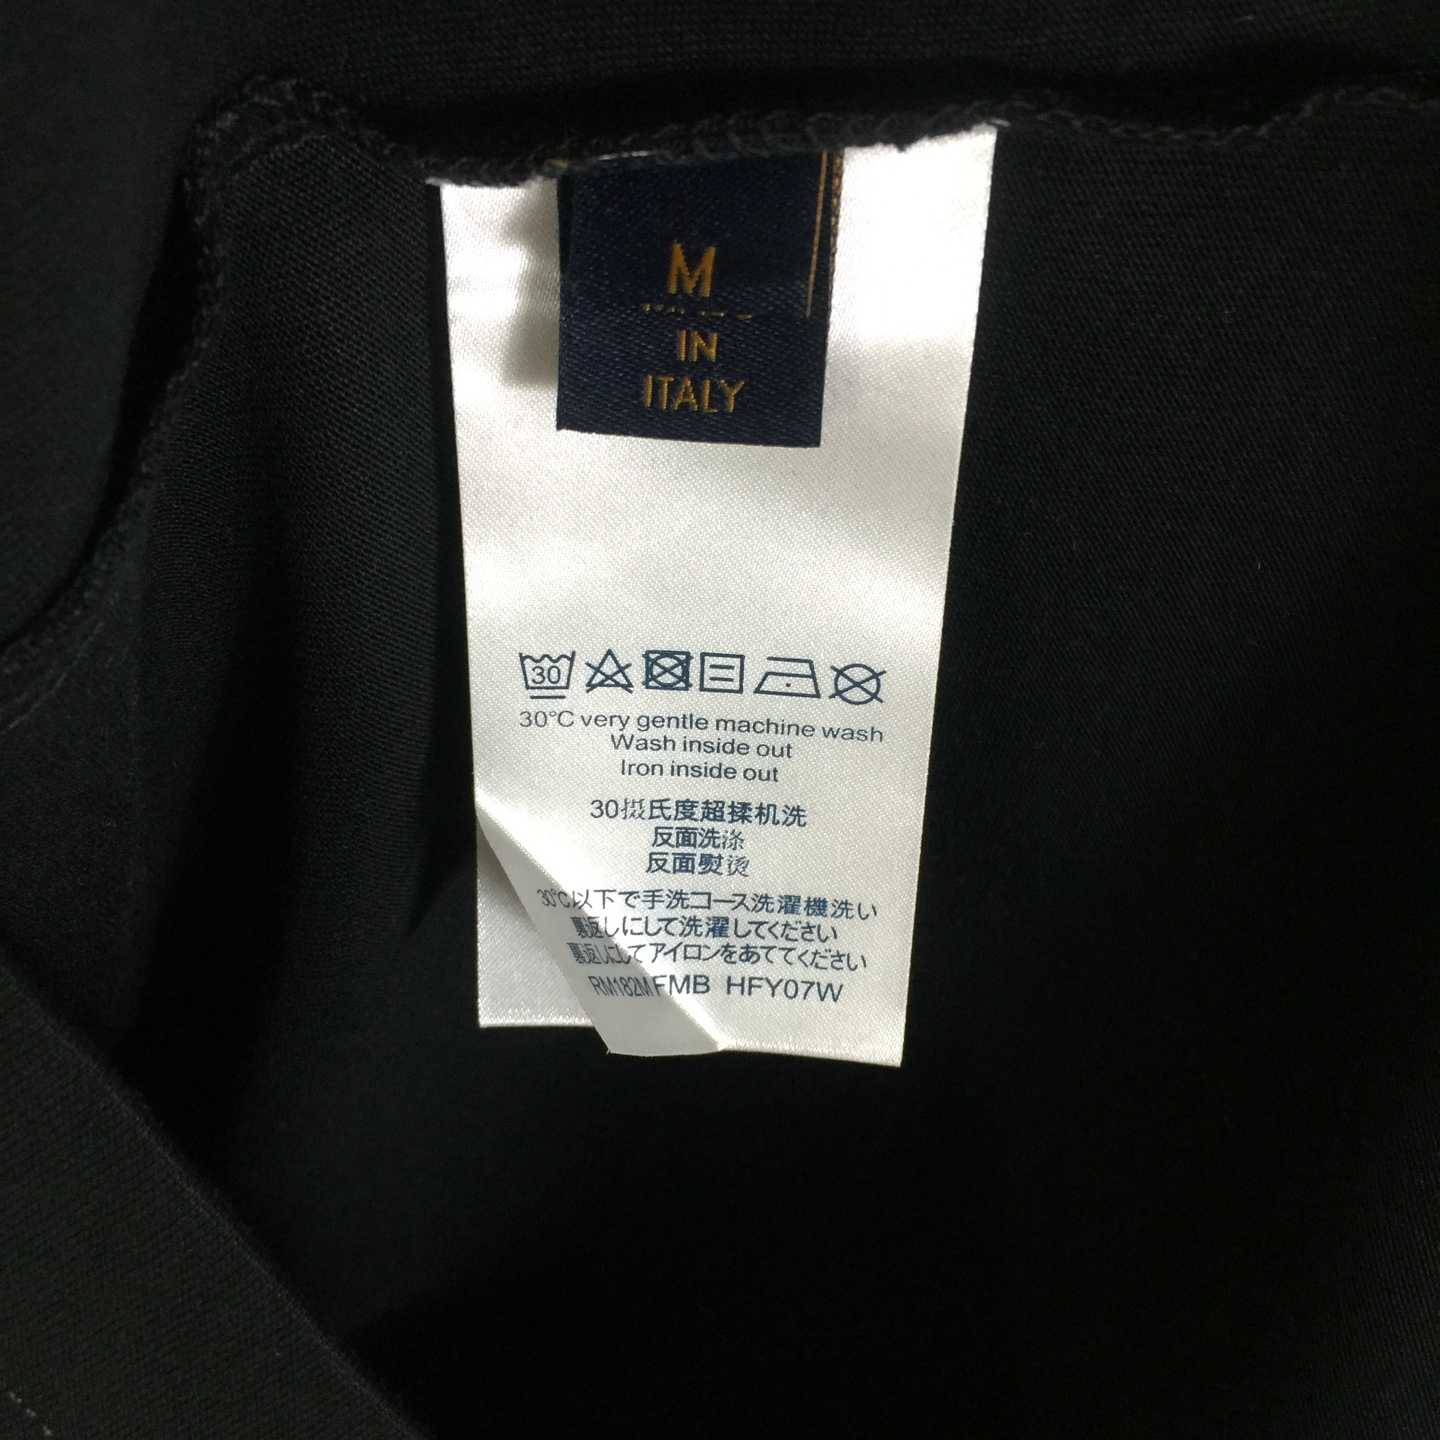 M
IN
ITALY
30
30°C very gentle machine wash
Wash inside out
Iron inside out
30摄氏度超揉机洗
反面洗涤
反面熨烫
30℃以下で手洗コース洗濯機洗い
裏返しにして洗濯してください
裏返しにしてアイロンをあててください
RM182M FMB HFY07W